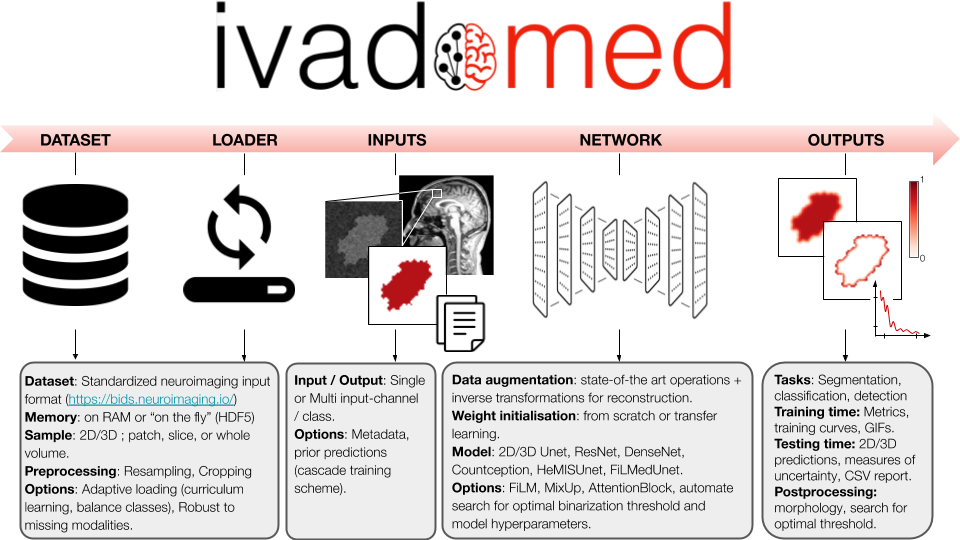 ivadomed
DATASET
LOADER
INPUTS
NETWORK
OUTPUTS
1
0
Dataset: Standardized neuroimaging input
format (https://bids.neuroimaging.io/)
Memory: on RAM or “on the fly” (HDF5)
Sample: 2D/3D ; patch, slice, or whole
volume.
Preprocessing: Resampling, Cropping
Options: Adaptive loading (curriculum
learning, balance classes), Robust to
missing modalities.
Input / Output: Single
or Multi input-channel
/ class.
Options: Metadata,
prior predictions
(cascade training
scheme).
Data augmentation: state-of-the art operations +
inverse transformations for reconstruction.
Weight initialisation: from scratch or transfer
learning.
Model: 2D/3D Unet, ResNet, DenseNet,
Countception, HeMISUnet, FiLMedUnet.
Options: FiLM, MixUp, AttentionBlock, automate
search for optimal binarization threshold and
model hyperparameters.
Tasks: Segmentation,
classification, detection
Training time: Metrics,
training curves, GIFs.
Testing time: 2D/3D
predictions, measures of
uncertainty, CSV report.
Postprocessing:
morphology, search for
optimal threshold.